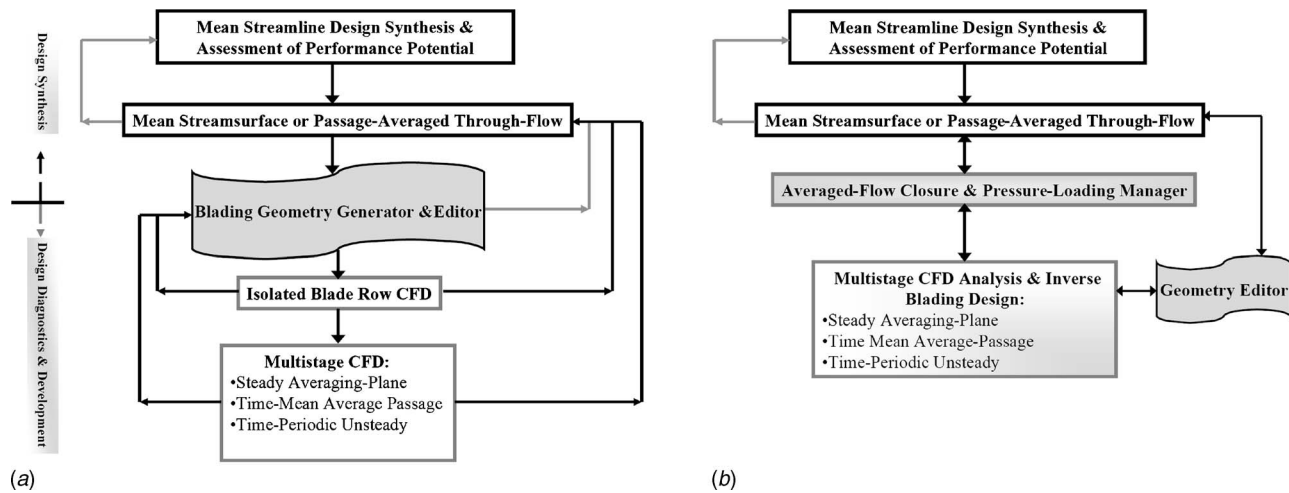 Design Synthesis
Design Diagnostics & Development
Mean Streamline Design Synthesis &
Assessment of Performance Potential
Mean Streamsurface or Passage-Averaged Through-Flow
Blading Geometry Generator &Editor
Isolated Blade Row CFD
Multistage CFD:
•Steady Averaging-Plane
•Time-Mean Average Passage
•Time-Periodic Unsteady
(a)
Mean Streamline Design Synthesis &
Assessment of Performance Potential
Mean Streamsurface or Passage-Averaged Through-Flow
Averaged-Flow Closure & Pressure-Loading Manager
Multistage CFD Analysis & Inverse
Blading Design:
•Steady Averaging-Plane
•Time Mean Average-Passage
•Time-Periodic Unsteady
Geometry Editor
(b)